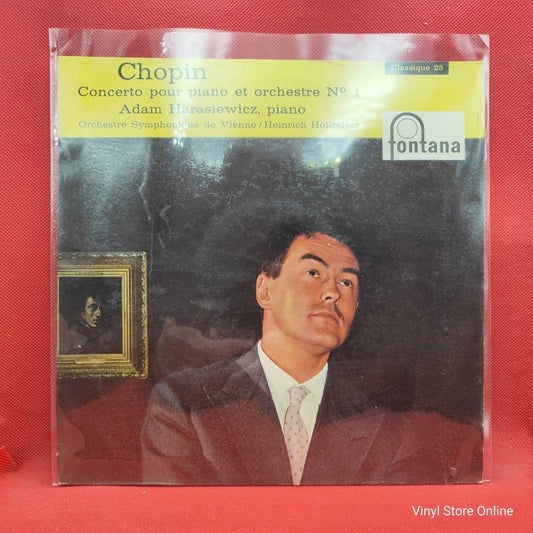 Chopin
Classique 25
Concerto pour piano et orchestre Nº 1
Adam Harasiewicz, piano
Orchestre Symphonique de Vienne/Heinrich Hollreiser
fontana
Vinyl Store Online